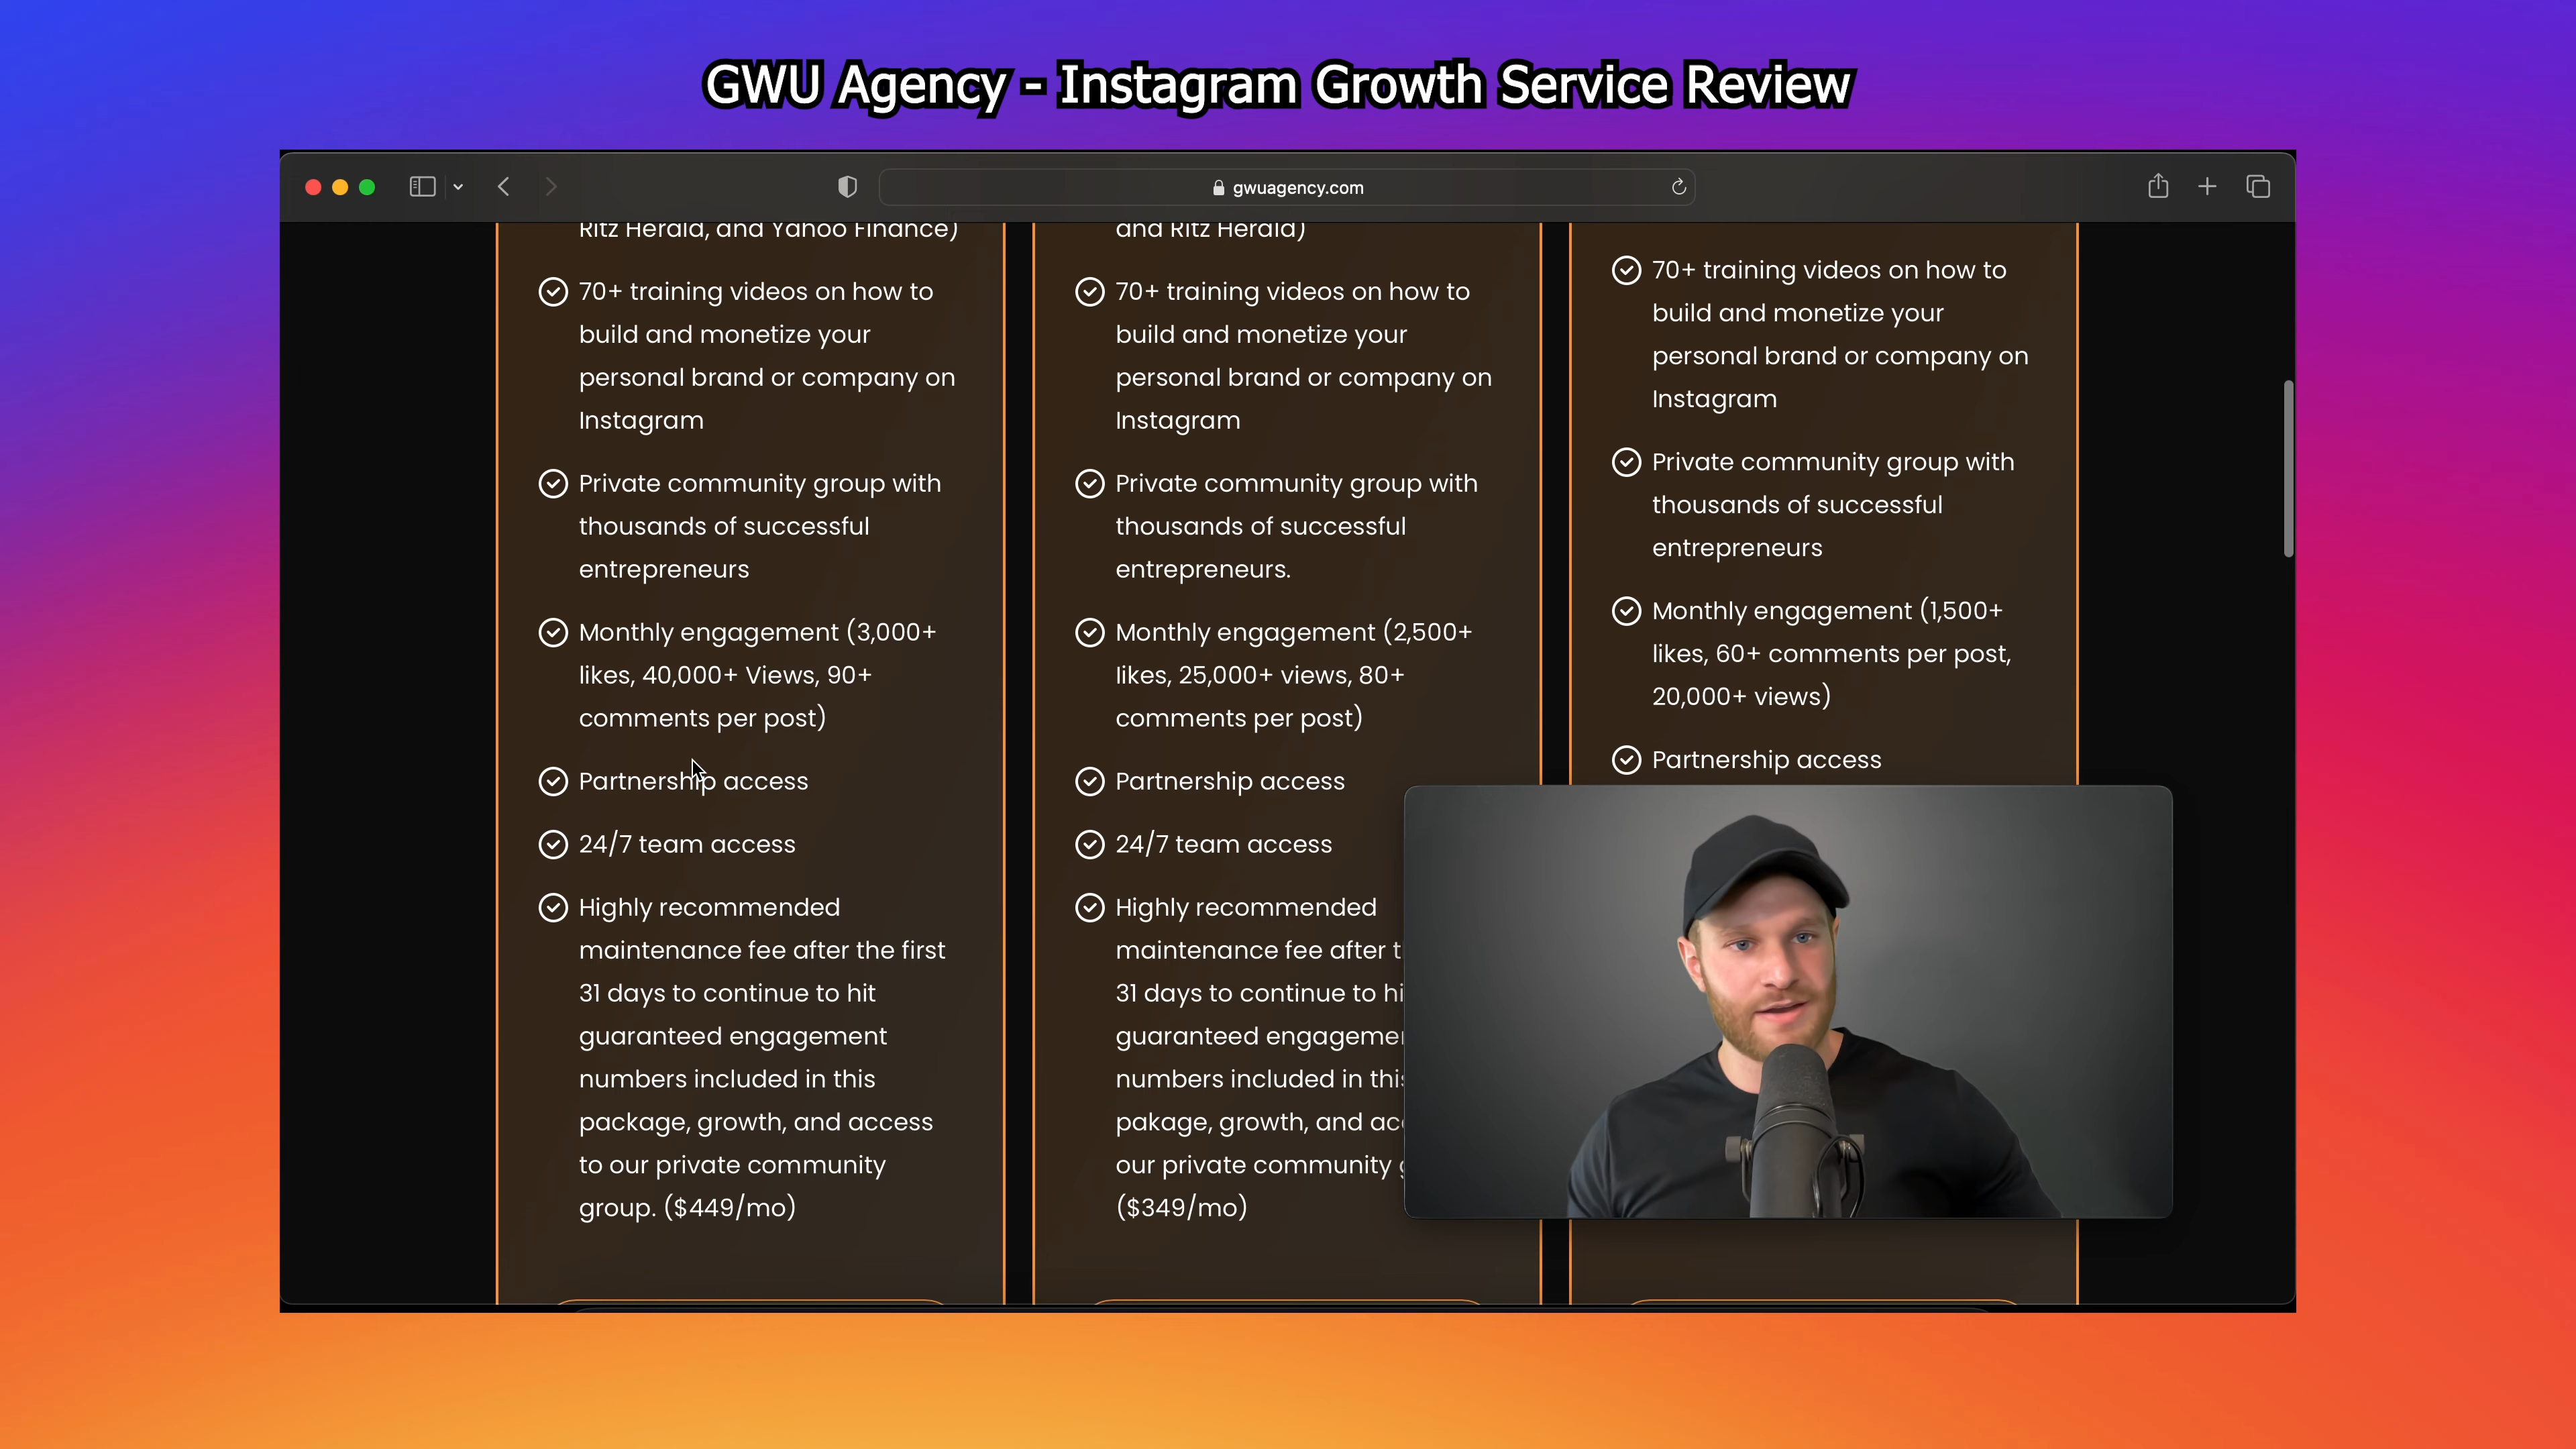 GWU Agency - Instagram Growth Service Review
gwuagency.com
Ritz Herald, and Yahoo Finance)
70+ training videos on how to
build and monetize your
personal brand or company on
Instagram
Private community group with
thousands of successful
entrepreneurs
Monthly engagement (3,000+
likes, 40,000+ Views, 90+
comments per post)
Partnership access
24/7 team access
Highly recommended
maintenance fee after the first
31 days to continue to hit
guaranteed engagement
numbers included in this
package, growth, and access
to our private community
group. ($449/mo)
and Ritz Herald)
70+ training videos on how to
build and monetize your
personal brand or company on
Instagram
Private community group with
thousands of successful
entrepreneurs.
Monthly engagement (2,500+
likes, 25,000+ views, 80+
comments per post)
Partnership access
24/7 team access
Highly recommended
maintenance fee after
31 days to continue to
guaranteed
numbers included in
pakage, growth, and
our private community
($349/mo)
70+ training videos on how to
build and monetize your
personal brand or company on
Instagram
Private community group with
thousands of successful
entrepreneurs
Monthly engagement (1,500+
likes, 60+ comments per post,
20,000+ views)
Partnership access